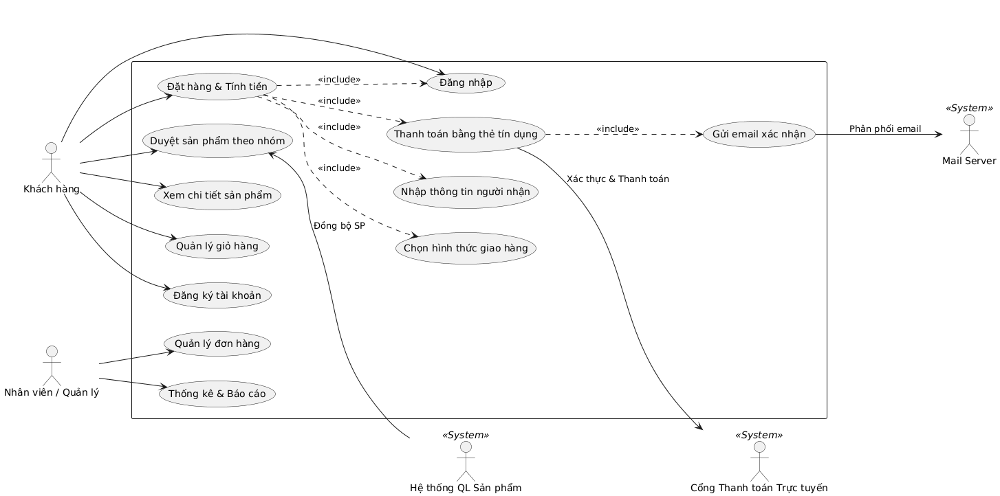 Đặt hàng & Tính tiền
«include»
Đăng nhập
«include»
«System»
Mail Server
Thanh toán bằng thẻ tín dụng
«include»
Gửi email xác nhận
Phân phối email
«include»
Duyệt sản phẩm theo nhóm
Khách hàng
«include»
Xác thực & Thanh toán
Xem chi tiết sản phẩm
Nhập thông tin người nhận
Đồng bộ SP
Quản lý giỏ hàng
Chọn hình thức giao hàng
Đăng ký tài khoản
Quản lý đơn hàng
Nhân viên / Quản lý
Thống kê & Báo cáo
«System»
Hệ thống QL Sản phẩm
«System»
Cổng Thanh toán Trực tuyến